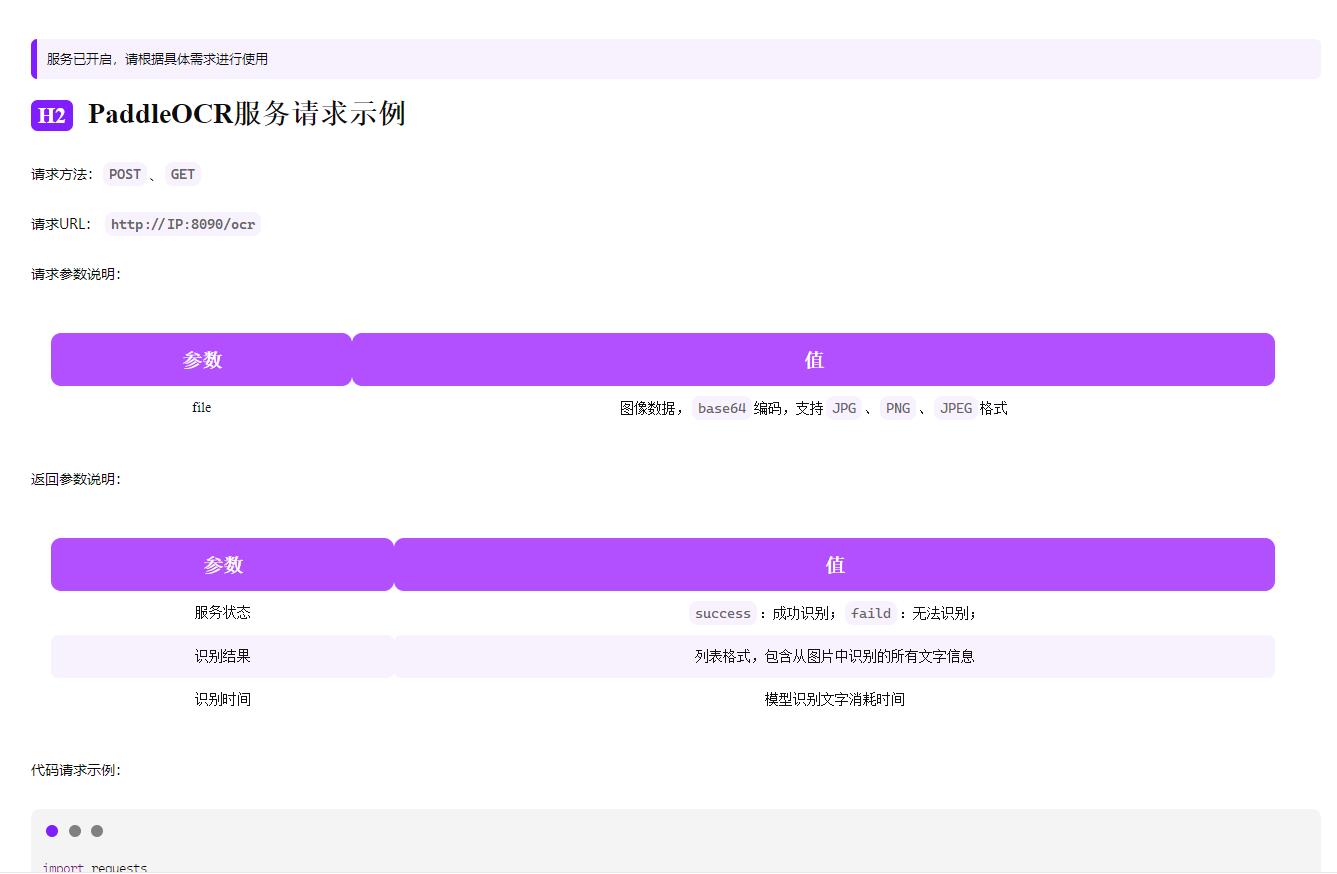 服务已开启，请根据具体需求进行使用
H2 PaddleOCR服务请求示例
请求方法： POST 、 GET
请求URL： http://IP:8090/ocr
请求参数说明：
参数 值
file 图像数据， base64 编码，支持 JPG 、 PNG 、 JPEG 格式
返回参数说明：
参数 值
服务状态 success ：成功识别； faild ：无法识别；
识别结果 列表格式，包含从图片中识别的所有文字信息
识别时间 模型识别文字消耗时间
代码请求示例：
import requests